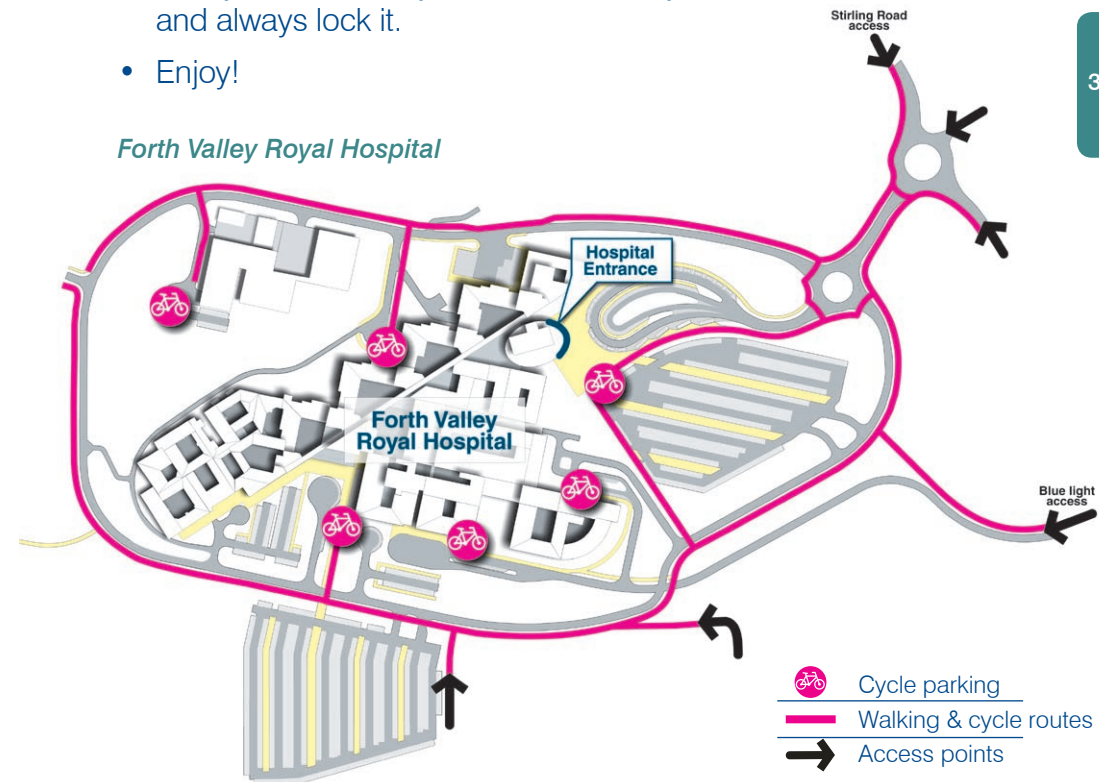 and always lock it.
• Enjoy!
Forth Valley Royal Hospital
Stirling Road
access
3
Hospital
Entrance
Forth Valley
Royal Hospital
Blue light
access
Cycle parking
Walking & cycle routes
Access points